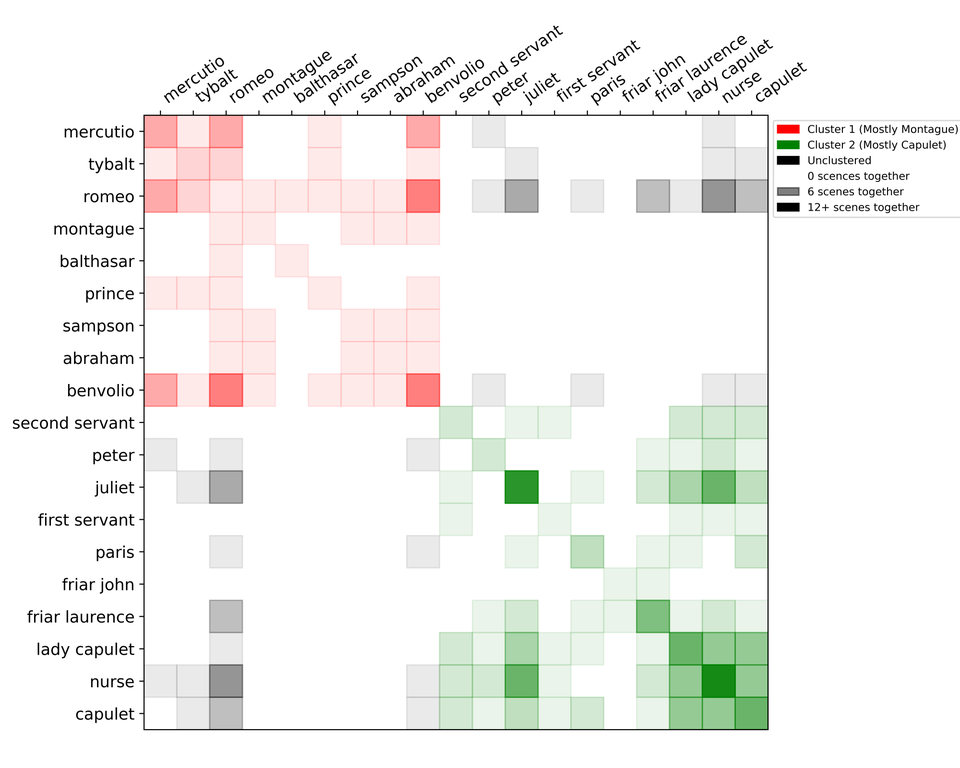 mercutio
tybalt
romeo
montague
balthasar
prince
sampson
abraham
benvolio
second servant
peter
juliet
first servant
paris
friar john
friar laurence
lady capulet
nurse
capulet
mercutio
tybalt
romeo
montague
balthasar
prince
sampson
abraham
benvolio
second servant
peter
juliet
first servant
paris
friar john
friar laurence
lady capulet
nurse
capulet
Cluster 1 (Mostly Montague)
Cluster 2 (Mostly Capulet)
Unclustered
0 scences together
6 scenes together
12+ scenes together